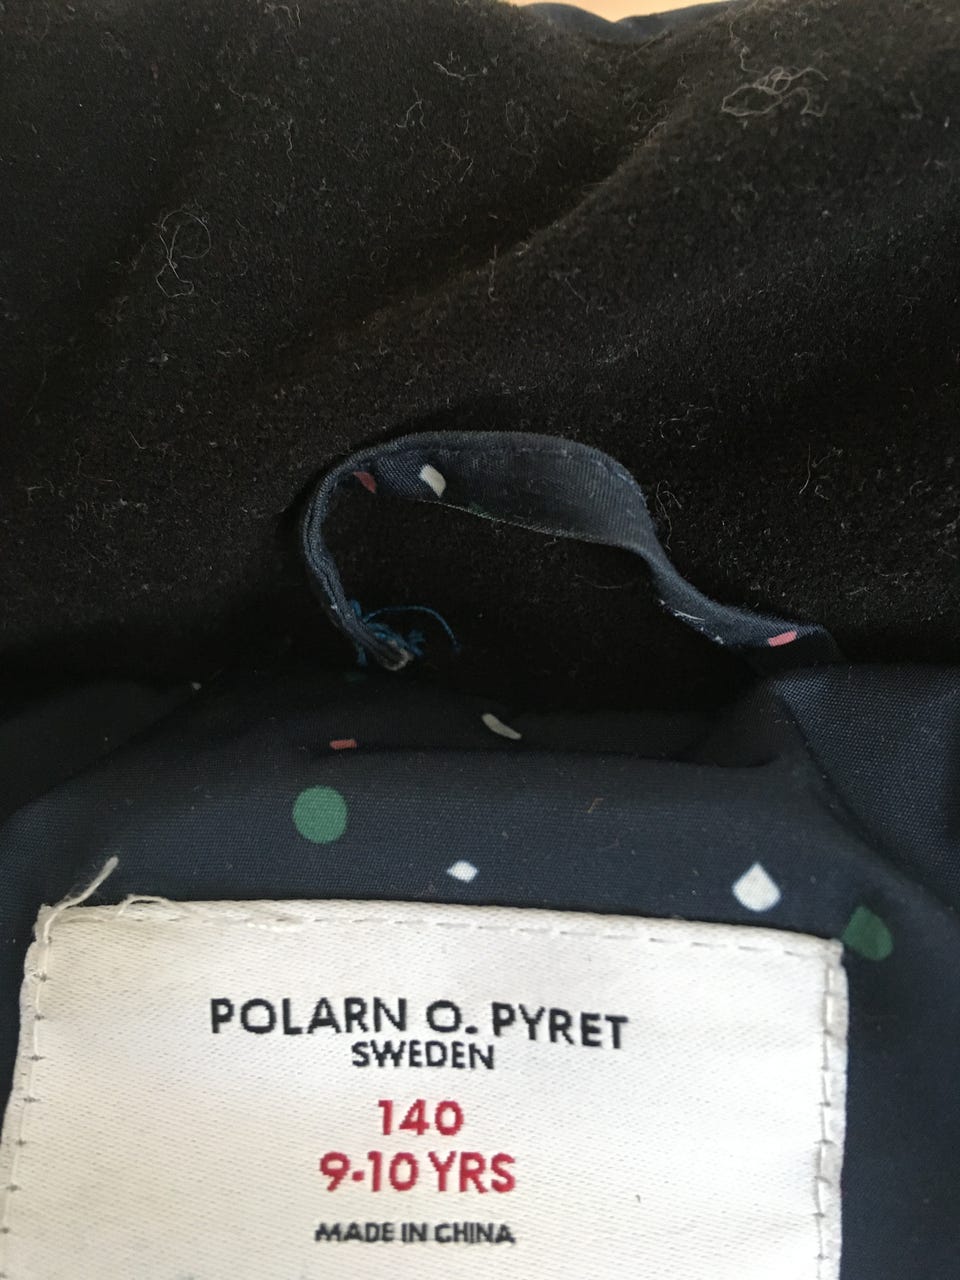 POLARN O. PYRET
SWEDEN
140
9-10 YRS
MADE IN CHINA